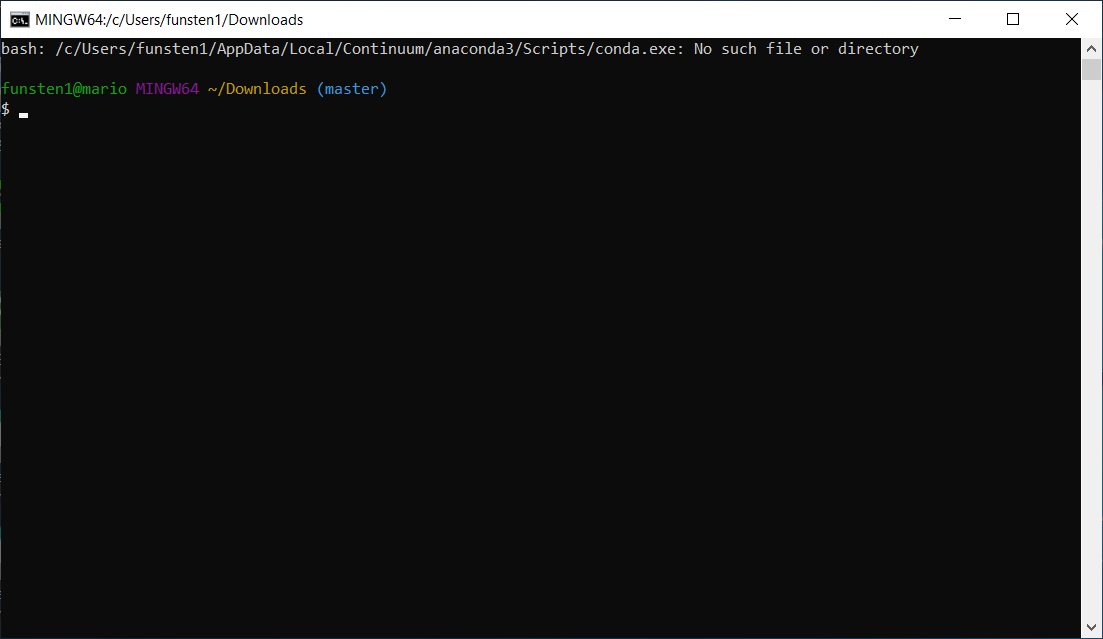 MINGW64:/c/Users/funsten1/Downloads
bash: /c/Users/funsten1/AppData/Local/Continuum/anaconda3/Scripts/conda.exe: No such file or directory
funsten1@mario MINGW64 ~/Downloads (master)
$